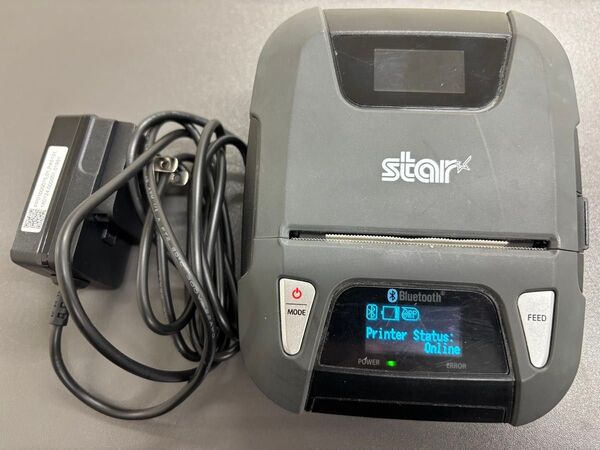 star
Bluetooth®
MODE
FEED
Printer Status:
Online
POWER
ERROR